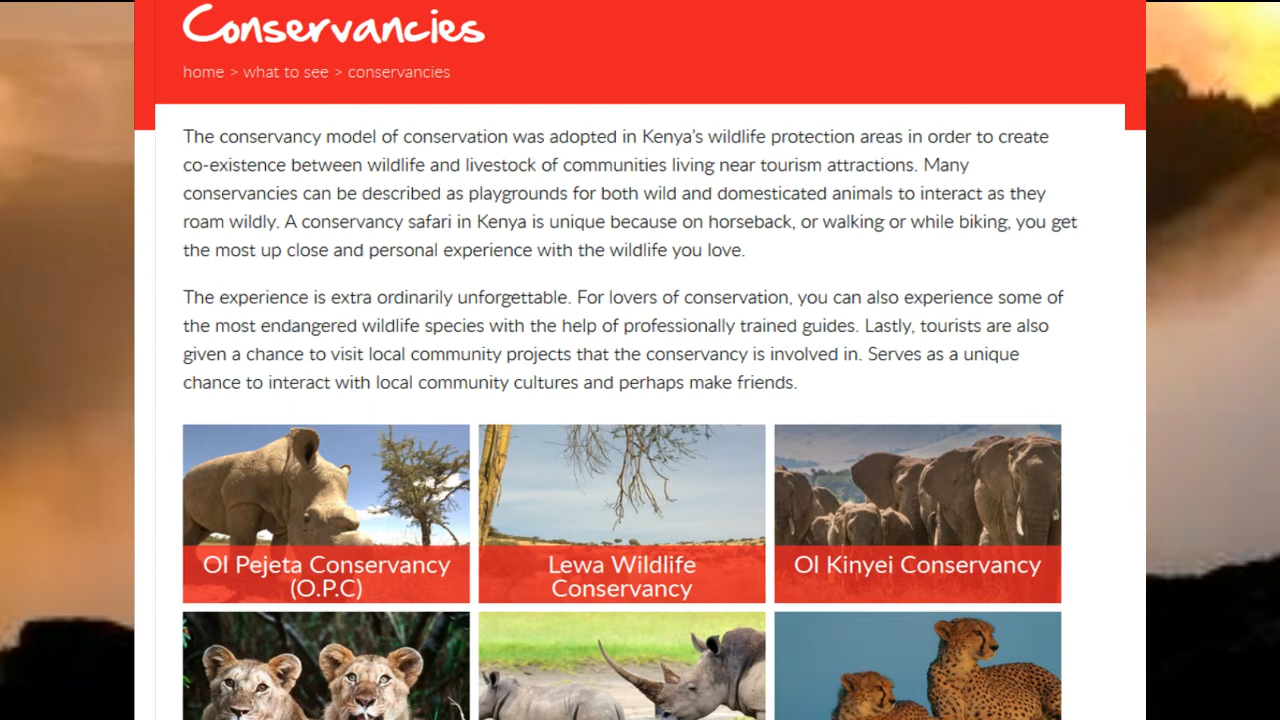 Conservancies
home > what to see > conservancies
The conservancy model of conservation was adopted in Kenya's wildlife protection areas in order to create
co-existence between wildlife and livestock of communities living near tourism attractions. Many
conservancies can be described as playgrounds for both wild and domesticated animals to interact as they
roam wildly. A conservancy safari in Kenya is unique because on horseback, or walking or while biking, you get
the most up close and personal experience with the wildlife you love.
The experience is extra ordinarily unforgettable. For lovers of conservation, you can also experience some of
the most endangered wildlife species with the help of professionally trained guides. Lastly, tourists are also
given a chance to visit local community projects that the conservancy is involved in. Serves as a unique
chance to interact with local community cultures and perhaps make friends.
Ol Pejeta Conservancy
(O.P.C)
Lewa Wildlife
Conservancy
Ol Kinyei Conservancy